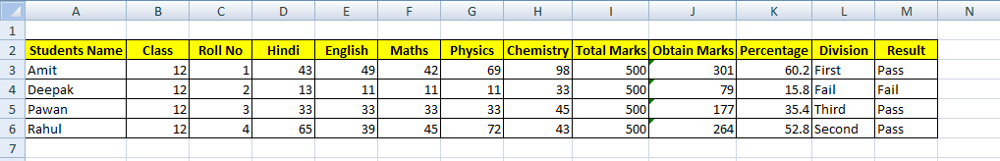 A B C D E F G H I J K L M N
1
2 Students Name Class Roll No Hindi English Maths Physics Chemistry Total Marks Obtain Marks Percentage Division Result
3 Amit 12 1 43 49 42 69 98 500 301 60.2 First Pass
4 Deepak 12 2 13 11 11 11 33 500 79 15.8 Fail Fail
5 Pawan 12 3 33 33 33 33 45 500 177 35.4 Third Pass
6 Rahul 12 4 65 39 45 72 43 500 264 52.8 Second Pass
7